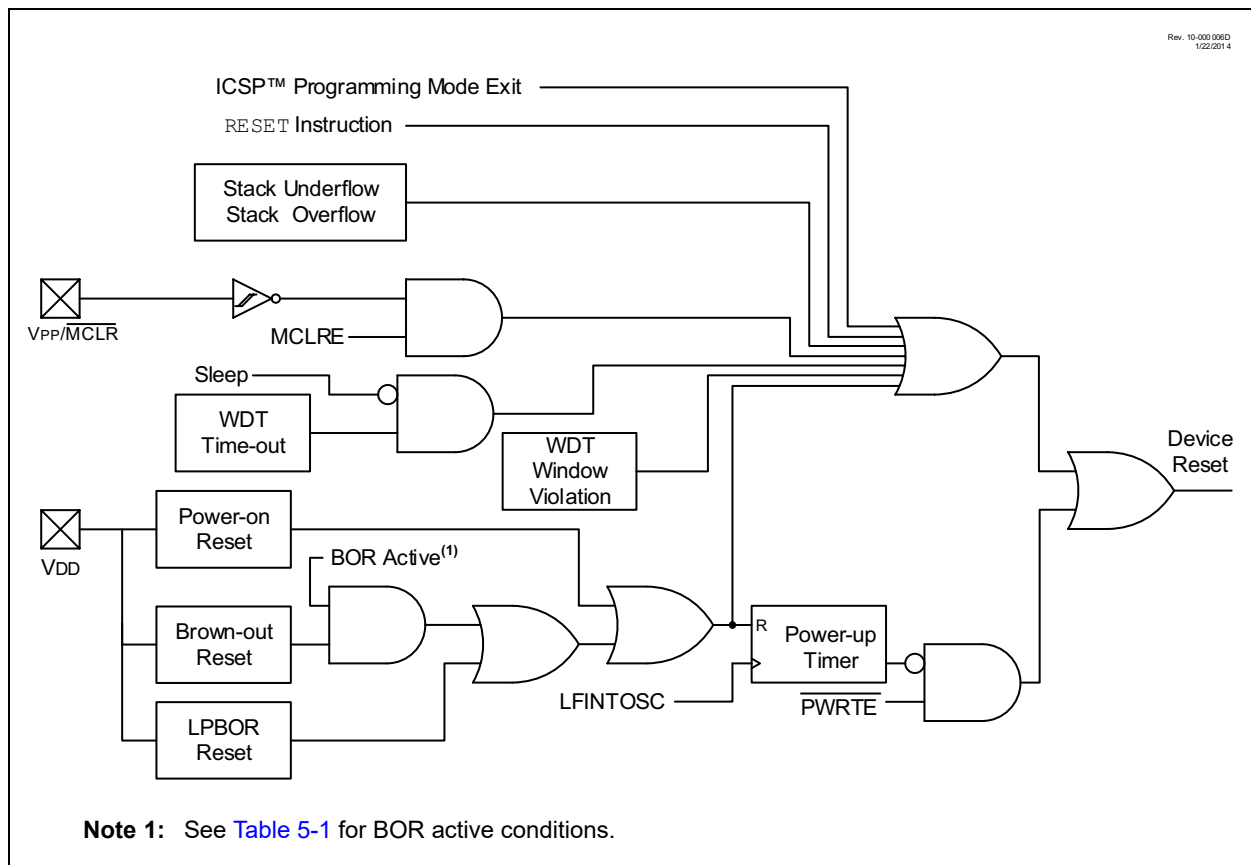 Rev. 10-000006D
1/22/2014
ICSP™ Programming Mode Exit
RESET Instruction
Stack Underflow
Stack Overflow
VPP/MCLR
MCLRE
Sleep
WDT
Time-out
WDT
Window
Violation
Device
Reset
VDD
Power-on
Reset
BOR Active(1)
Brown-out
Reset
R
Power-up
Timer
LFINTOSC
PWRTE
LPBOR
Reset
Note 1: See Table 5-1 for BOR active conditions.